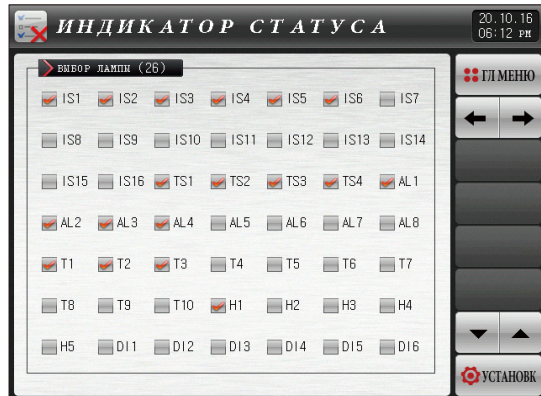 ИНДИКАТОР СТАТУСА
20.10.16
06:12 PM
ВЫБОР ЛАМПЫ (26)
IS1 IS2 IS3 IS4 IS5 IS6 IS7
IS8 IS9 IS10 IS11 IS12 IS13 IS14
IS15 IS16 TS1 TS2 TS3 TS4 AL1
AL2 AL3 AL4 AL5 AL6 AL7 AL8
T1 T2 T3 T4 T5 T6 T7
T8 T9 T10 H1 H2 H3 H4
H5 DI1 DI2 DI3 DI4 DI5 DI6
ГЛ МЕНЮ
УСТАНОВК